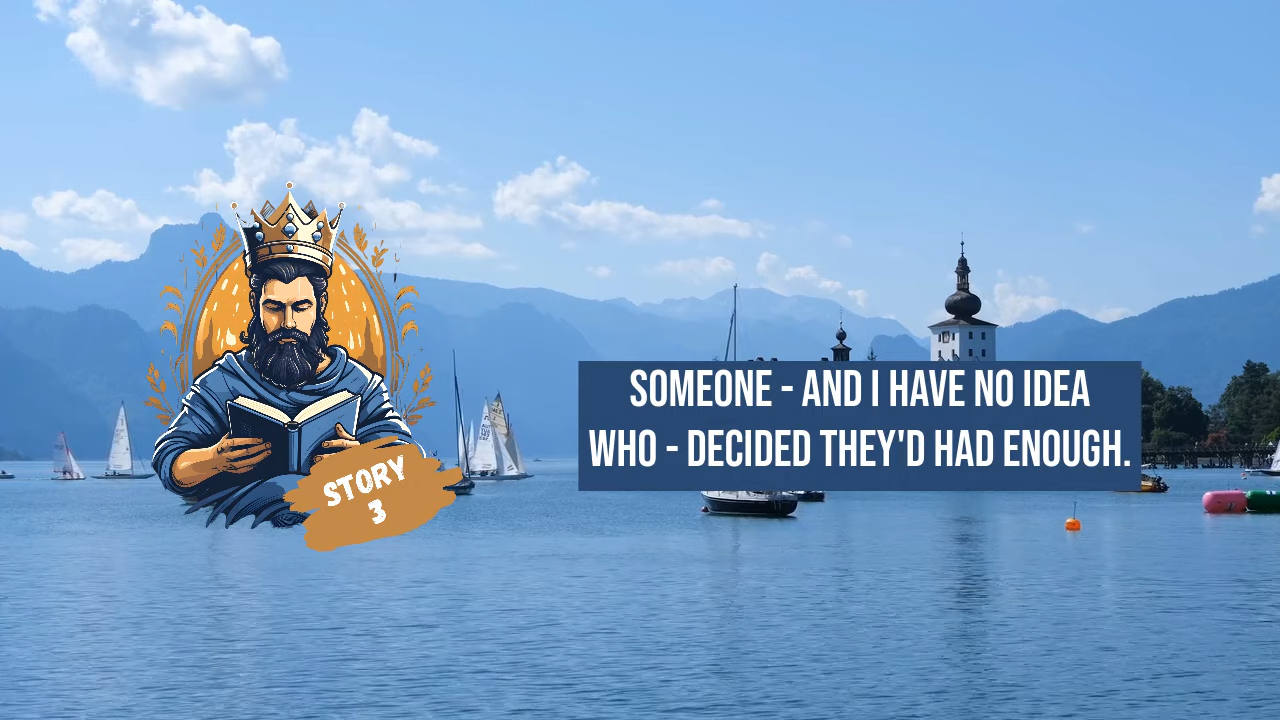 STORY
3
SOMEONE - AND I HAVE NO IDEA
WHO - DECIDED THEY'D HAD ENOUGH.